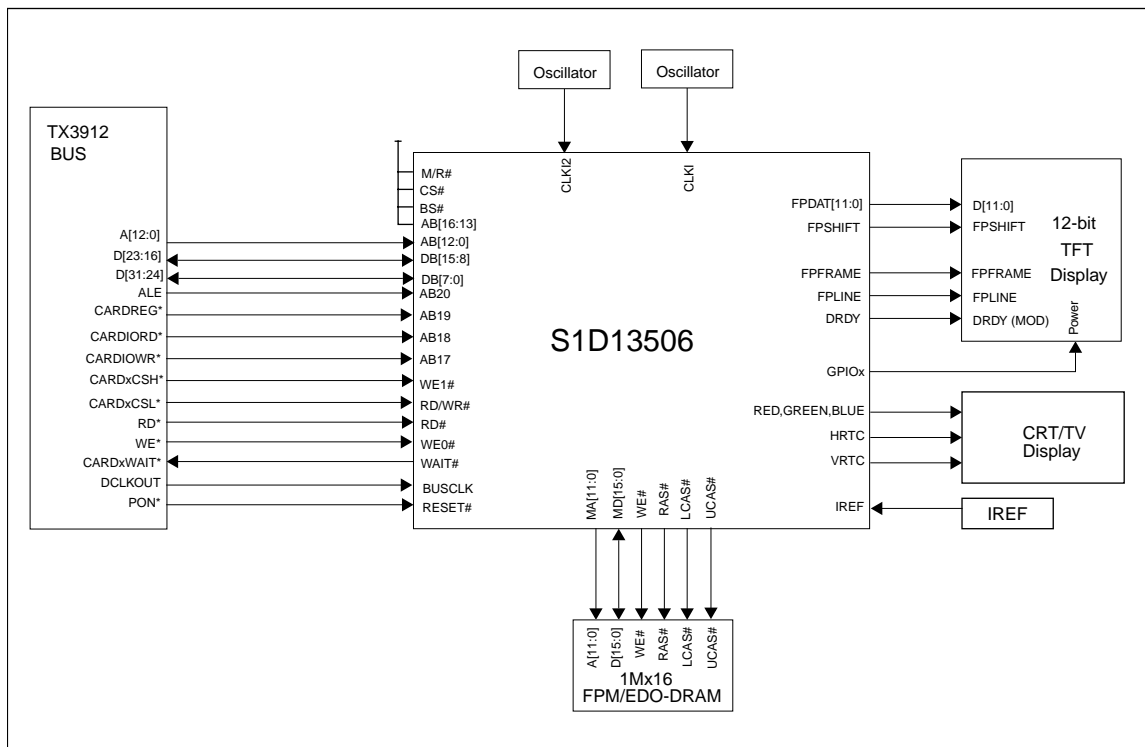 Oscillator
Oscillator
TX3912
BUS
CLKI2
CLKI
M/R#
CS#
BS#
AB[16:13]
A[12:0]
AB[12:0]
D[23:16]
DB[15:8]
D[31:24]
DB[7:0]
ALE
AB20
CARDREG*
AB19
CARDIORD*
AB18
CARDIOWR*
AB17
CARDxCSH*
WE1#
CARDxCSL*
RD/WR#
RD*
RD#
WE*
WE0#
CARDxWAIT*
WAIT#
DCLKOUT
BUSCLK
PON*
RESET#
S1D13506
FPDAT[11:0]
D[11:0]
FPSHIFT
FPSHIFT
FPFRAME
FPFRAME
FPLINE
FPLINE
DRDY
DRDY (MOD)
12-bit
TFT
Display
Power
GPIOx
RED,GREEN,BLUE
HRTC
VRTC
CRT/TV
Display
IREF
IREF
MA[11:0]
MD[15:0]
WE#
RAS#
LCAS#
UCAS#
A[11:0]
D[15:0]
WE#
RAS#
LCAS#
UCAS#
1Mx16
FPM/EDO-DRAM